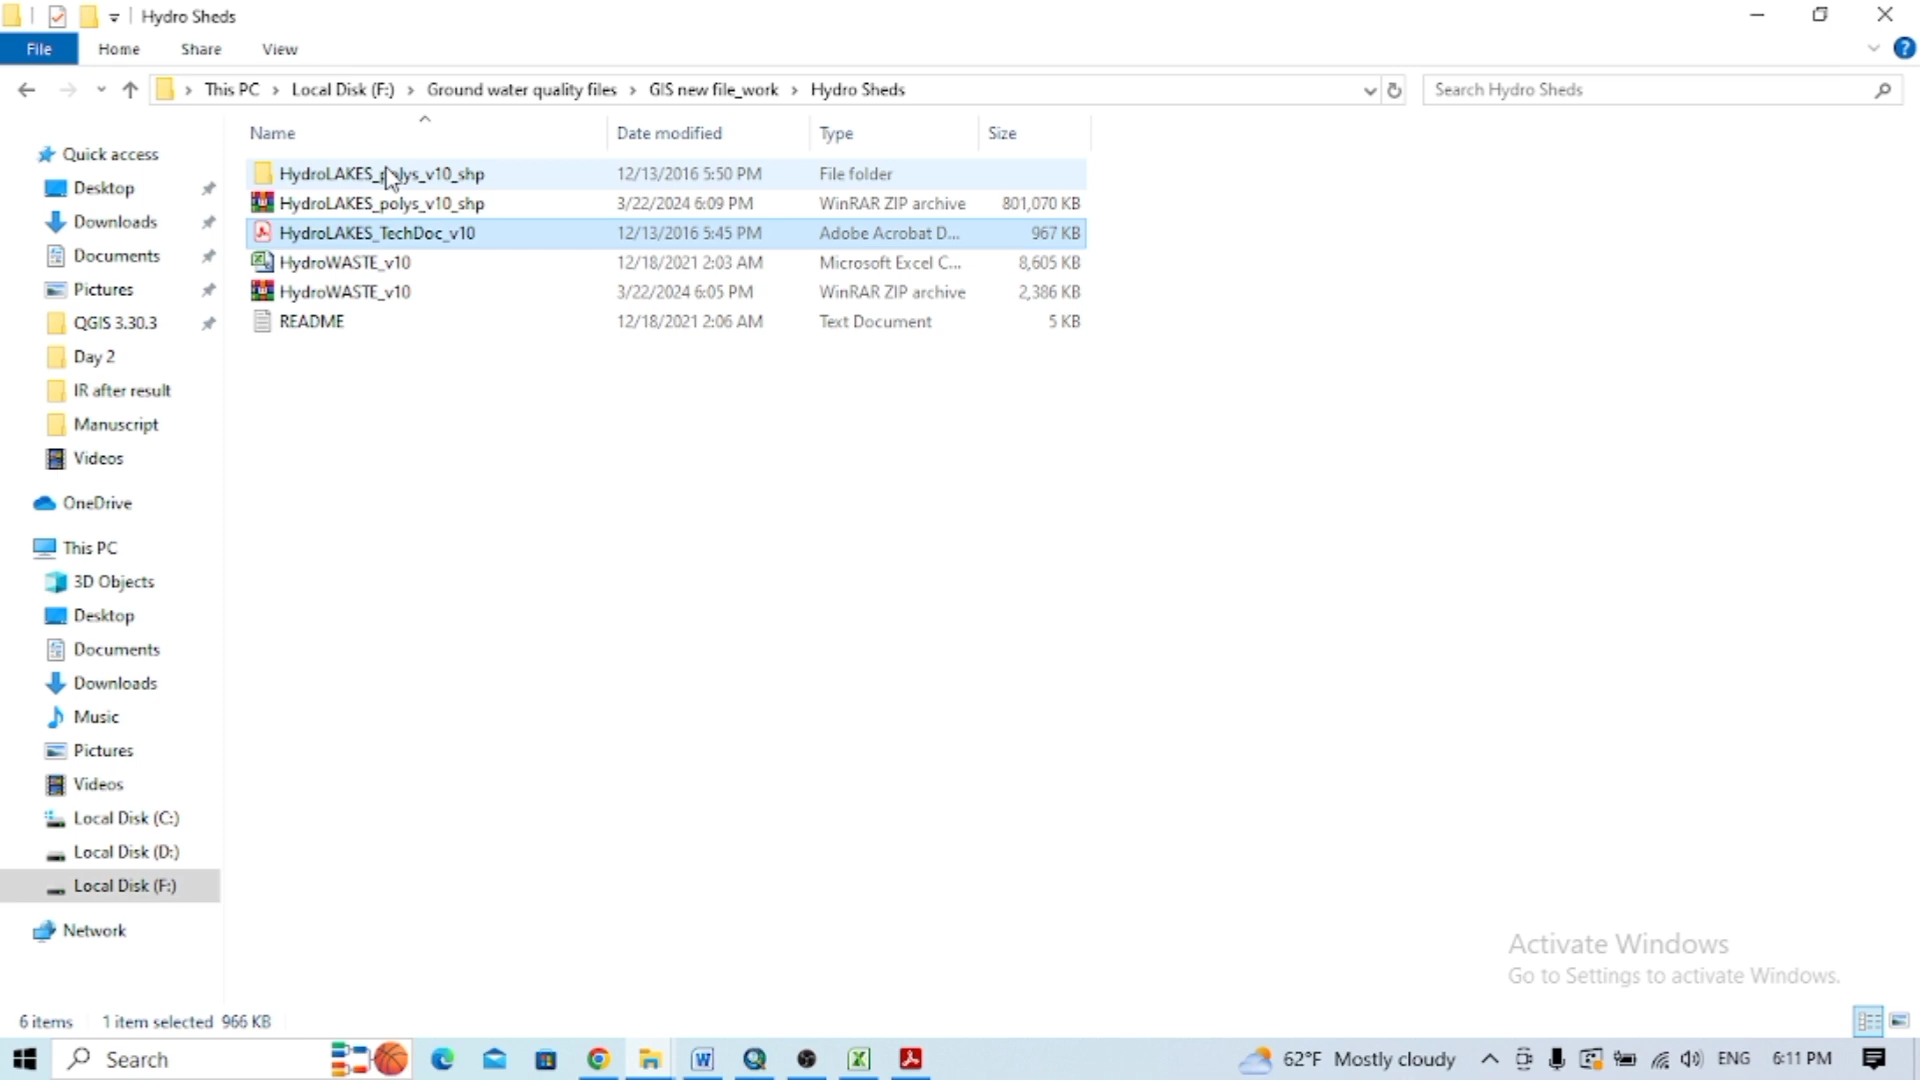 Hydro Sheds
File Home Share View
This PC Local Disk (F:) Ground water quality files GIS new file_work Hydro Sheds Search Hydro Sheds
Name Date modified Type Size
Quick access
HydroLAKES_polys_v10_shp 12/13/2016 5:50 PM File folder
Desktop
HydroLAKES_polys_v10_shp 3/22/2024 6:09 PM WinRAR ZIP archive 801,070 KB
Downloads
HydroLAKES_TechDoc_v10 12/13/2016 5:45 PM Adobe Acrobat D... 967 KB
Documents
HydroWASTE_v10 12/18/2021 2:03 AM Microsoft Excel C... 8,605 KB
Pictures
HydroWASTE_v10 3/22/2024 6:05 PM WinRAR ZIP archive 2,386 KB
QGIS 3.30.3
README 12/18/2021 2:06 AM Text Document 5 KB
Day 2
IR after result
Manuscript
Videos
OneDrive
This PC
3D Objects
Desktop
Documents
Downloads
Music
Pictures
Videos
Local Disk (C:)
Local Disk (D:)
Local Disk (F:)
Network
Activate Windows
Go to Settings to activate Windows.
6 items 1 item selected 966 KB
Search 62°F Mostly cloudy ENG 6:11 PM